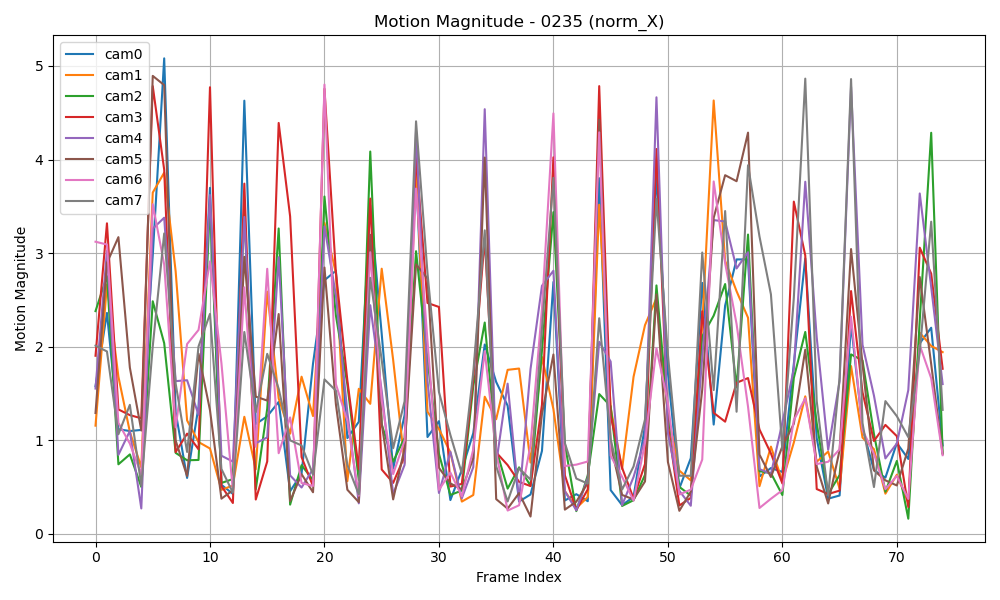 Motion Magnitude - 0235 (norm_X)
cam0
cam1
cam2
cam3
cam4
cam5
cam6
cam7
Motion Magnitude
5
4
3
2
1
0
0 10 20 30 40 50 60 70
Frame Index